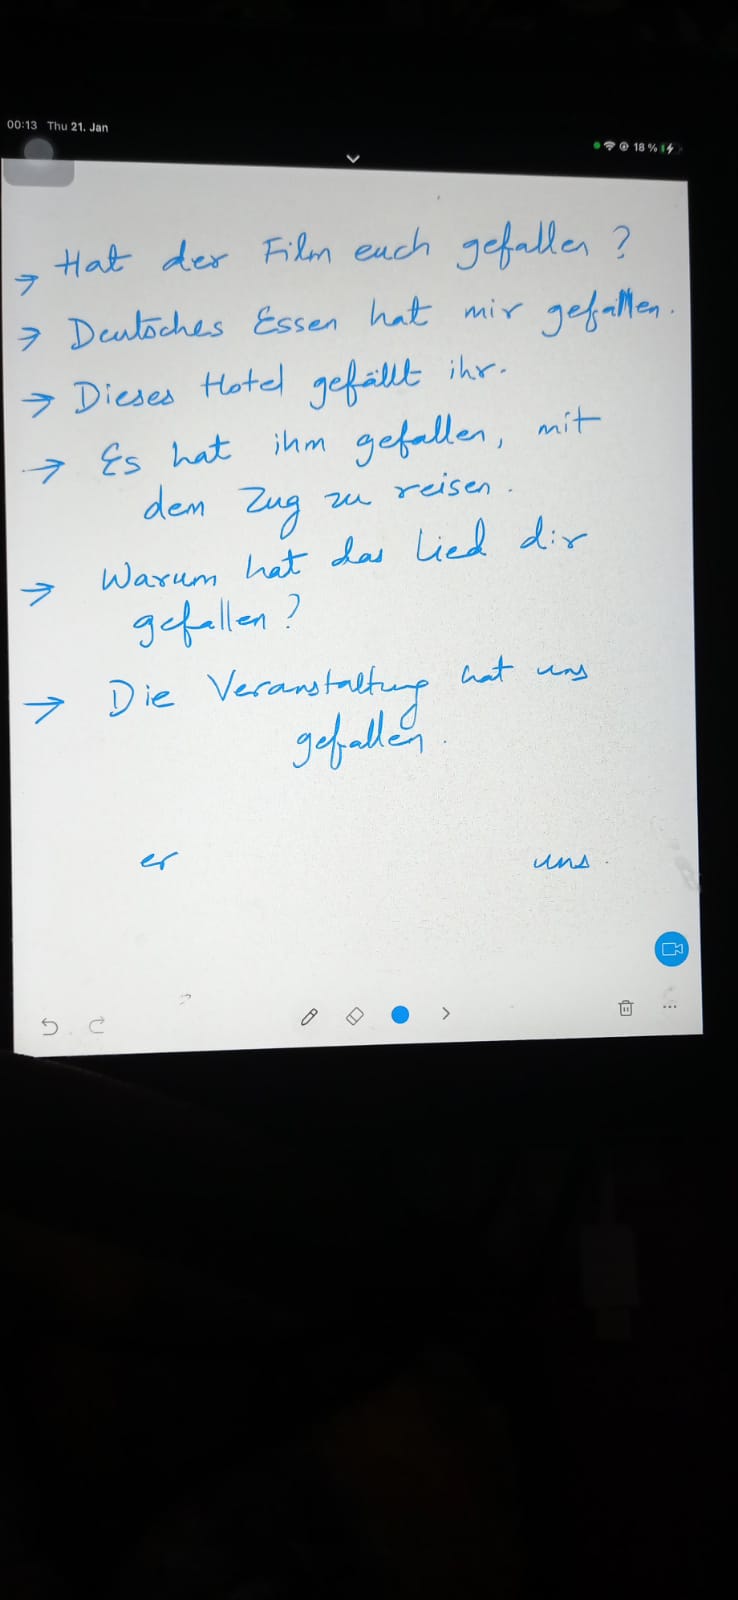 00:13 Thu 21. Jan
18 %
→ Hat der Film euch gefallen ?
→ Deutsches Essen hat mir gefallen.
→ Dieses Hotel gefällt ihr.
→ Es hat ihm gefallen, mit
dem Zug zu reisen.
→ Warum hat das Lied dir
gefallen ?
→ Die Veranstaltung hat uns
gefallen.
er uns.